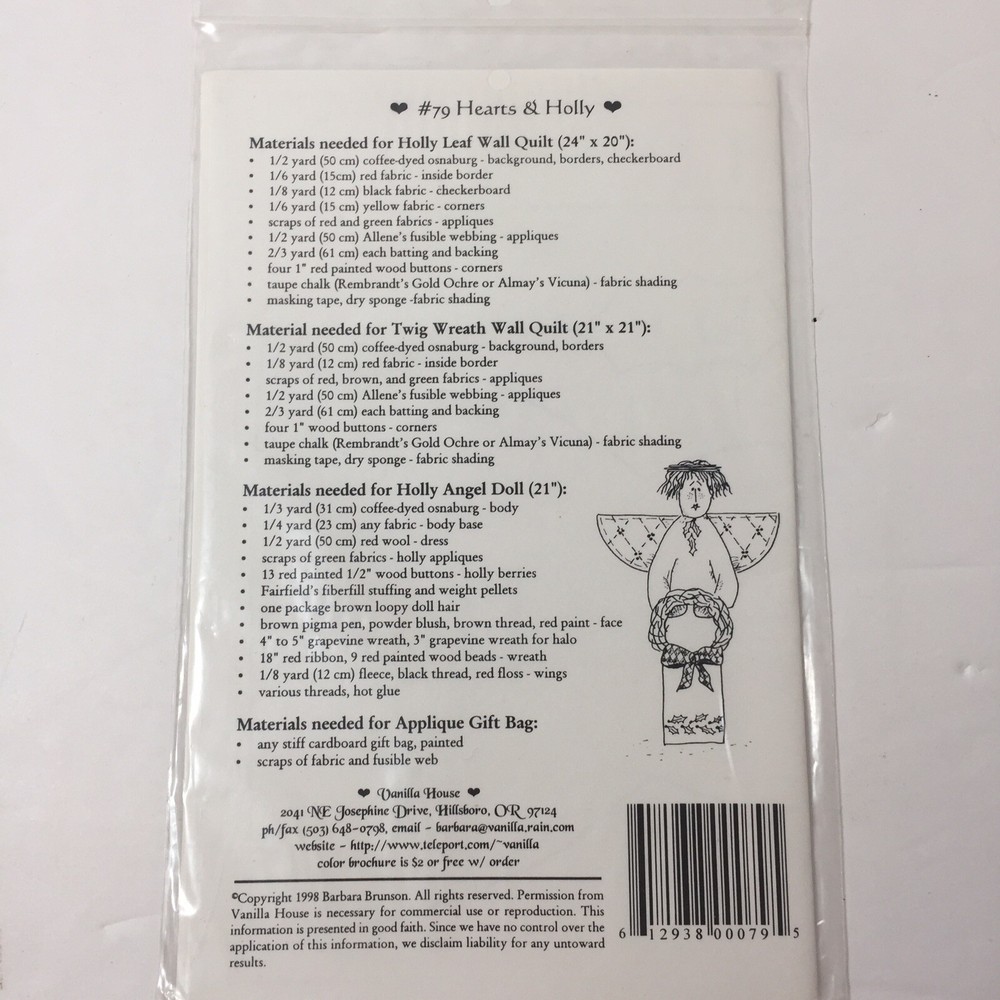 ❤ #79 Hearts & Holly ❤
Materials needed for Holly Leaf Wall Quilt (24" x 20"):
• 1/2 yard (50 cm) coffee-dyed osnaburg - background, borders, checkerboard
• 1/6 yard (15cm) red fabric - inside border
• 1/8 yard (12 cm) black fabric - checkerboard
• 1/6 yard (15 cm) yellow fabric - corners
• scraps of red and green fabrics - appliques
• 1/2 yard (50 cm) Allene's fusible webbing - appliques
• 2/3 yard (61 cm) each batting and backing
• four 1" red painted wood buttons - corners
• taupe chalk (Rembrandt's Gold Ochre or Almay's Vicuna) - fabric shading
• masking tape, dry sponge -fabric shading
Material needed for Twig Wreath Wall Quilt (21" x 21"):
• 1/2 yard (50 cm) coffee-dyed osnaburg - background, borders
• 1/8 yard (12 cm) red fabric - inside border
• scraps of red, brown, and green fabrics - appliques
• 1/2 yard (50 cm) Allene's fusible webbing - appliques
• 2/3 yard (61 cm) each batting and backing
• four 1" wood buttons - corners
• taupe chalk (Rembrandt's Gold Ochre or Almay's Vicuna) - fabric shading
• masking tape, dry sponge - fabric shading
Materials needed for Holly Angel Doll (21"):
• 1/3 yard (31 cm) coffee-dyed osnaburg - body
• 1/4 yard (23 cm) any fabric - body base
• 1/2 yard (50 cm) red wool - dress
• scraps of green fabrics - holly appliques
• 13 red painted 1/2" wood buttons - holly berries
• Fairfield's fiberfill stuffing and weight pellets
• one package brown loopy doll hair
• brown pigma pen, powder blush, brown thread, red paint - face
• 4" to 5" grapevine wreath, 3" grapevine wreath for halo
• 18" red ribbon, 9 red painted wood beads - wreath
• 1/8 yard (12 cm) fleece, black thread, red floss - wings
• various threads, hot glue
Materials needed for Applique Gift Bag:
• any stiff cardboard gift bag, painted
• scraps of fabric and fusible web
❤ Vanilla House ❤
2041 NE Josephine Drive, Hillsboro, OR 97124
ph/fax (503) 648-0798, email - barbara@vanilla.rain.com
website - http://www.teleport.com/~vanilla
color brochure is $2 or free w/ order
©Copyright 1998 Barbara Brunson. All rights reserved. Permission from
Vanilla House is necessary for commercial use or reproduction. This
information is presented in good faith. Since we have no control over the
application of this information, we disclaim liability for any untoward
results.
6 12938 00079 5